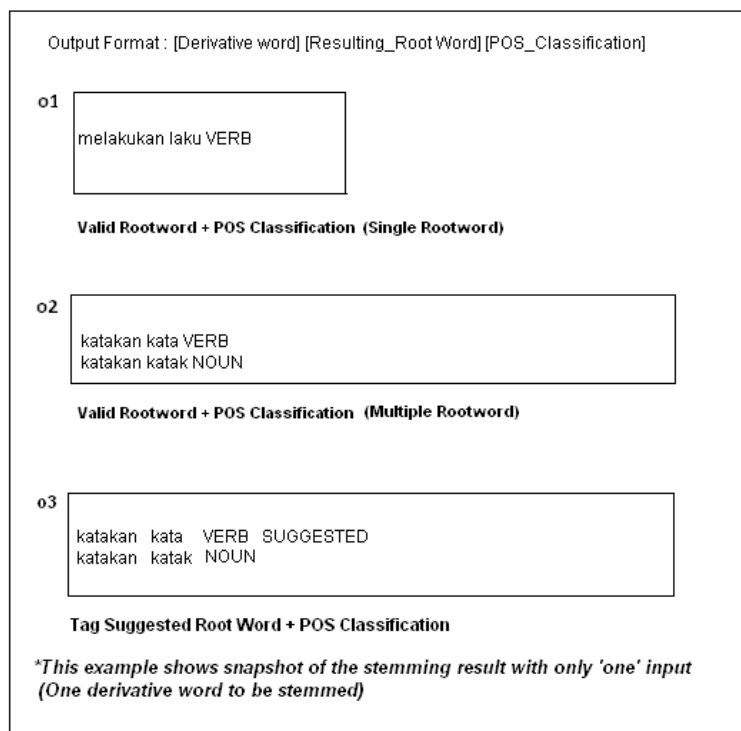 Output Format : [Derivative word] [Resulting_Root Word] [POS_Classification]
o1
melakukan laku VERB
Valid Rootword + POS Classification (Single Rootword)
o2
katakan kata VERB
katakan katak NOUN
Valid Rootword + POS Classification (Multiple Rootword)
o3
katakan kata VERB SUGGESTED
katakan katak NOUN
Tag Suggested Root Word + POS Classification
*This example shows snapshot of the stemming result with only 'one' input
(One derivative word to be stemmed)